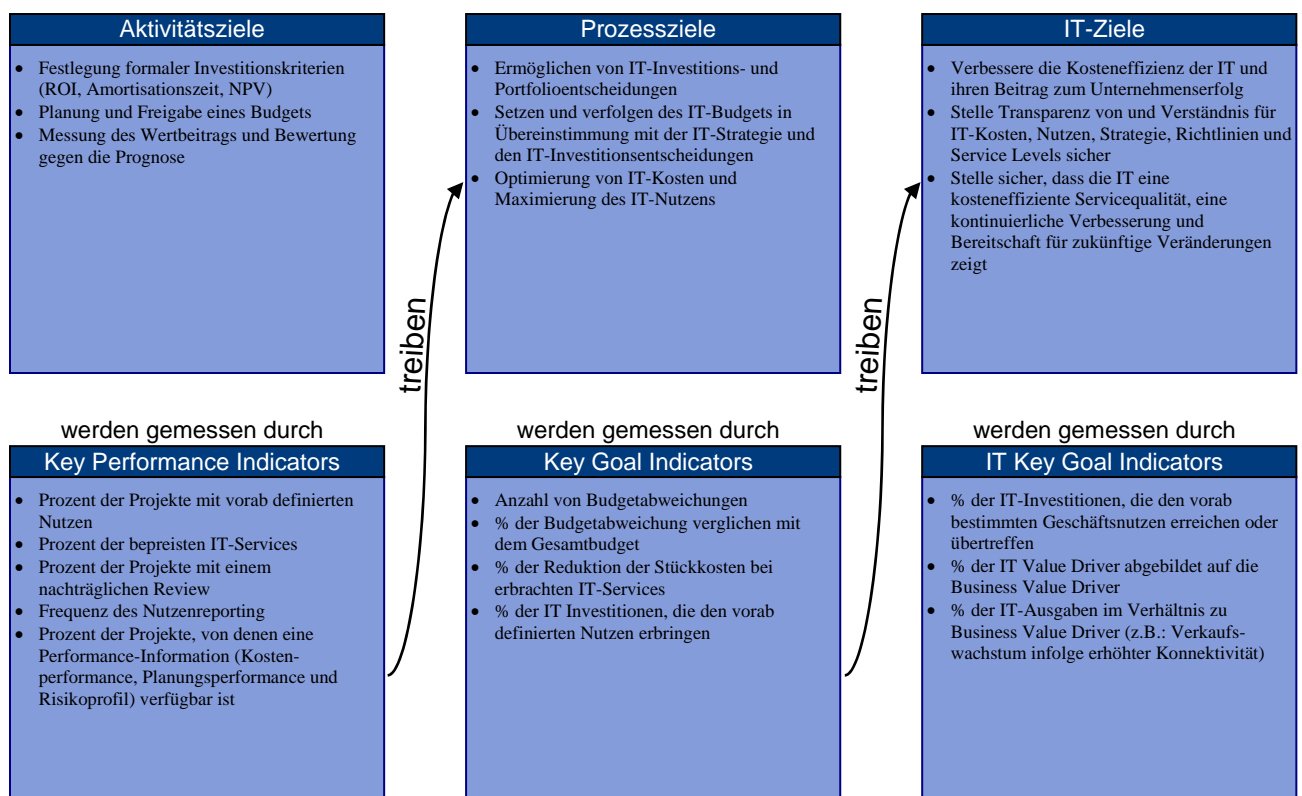 Aktivitätsziele
• Festlegung formaler Investitionskriterien
(ROI, Amortisationszeit, NPV)
• Planung und Freigabe eines Budgets
• Messung des Wertbeitrags und Bewertung
gegen die Prognose
Prozessziele
• Ermöglichen von IT-Investitions- und
Portfolioentscheidungen
• Setzen und verfolgen des IT-Budgets in
Übereinstimmung mit der IT-Strategie und
den IT-Investitionsentscheidungen
• Optimierung von IT-Kosten und
Maximierung des IT-Nutzens
IT-Ziele
• Verbessere die Kosteneffizienz der IT und
ihren Beitrag zum Unternehmenserfolg
• Stelle Transparenz von und Verständnis für
IT-Kosten, Nutzen, Strategie, Richtlinien und
Service Levels sicher
• Stelle sicher, dass die IT eine
kosteneffiziente Servicequalität, eine
kontinuierliche Verbesserung und
Bereitschaft für zukünftige Veränderungen
zeigt
treiben
treiben
werden gemessen durch
Key Performance Indicators
• Prozent der Projekte mit vorab definierten
Nutzen
• Prozent der bepreisten IT-Services
• Prozent der Projekte mit einem
nachträglichen Review
• Frequenz des Nutzenreporting
• Prozent der Projekte, von denen eine
Performance-Information (Kosten-
performance, Planungsperformance und
Risikoprofil) verfügbar ist
werden gemessen durch
Key Goal Indicators
• Anzahl von Budgetabweichungen
• % der Budgetabweichung verglichen mit
dem Gesamtbudget
• % der Reduktion der Stückkosten bei
erbrachten IT-Services
• % der IT Investitionen, die den vorab
definierten Nutzen erbringen
werden gemessen durch
IT Key Goal Indicators
• % der IT-Investitionen, die den vorab
bestimmten Geschäftsnutzen erreichen oder
übertreffen
• % der IT Value Driver abgebildet auf die
Business Value Driver
• % der IT-Ausgaben im Verhältnis zu
Business Value Driver (z.B.: Verkaufs-
wachstum infolge erhöhter Konnektivität)